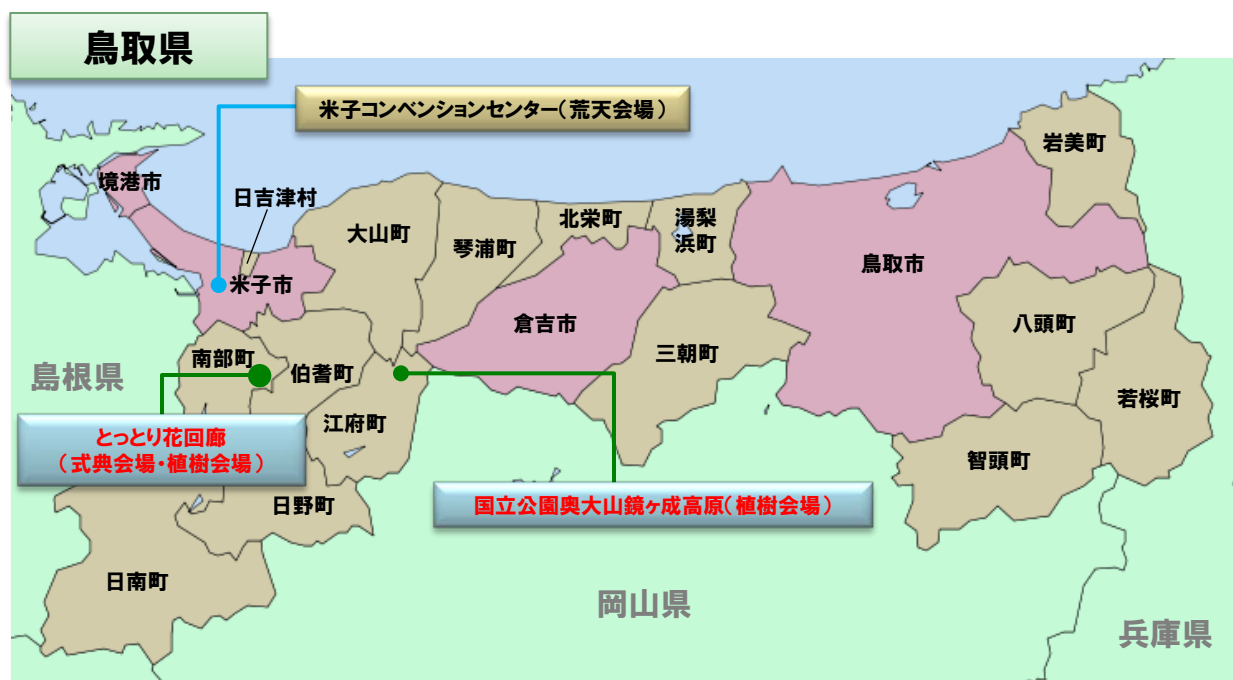 鳥取県
米子コンベンションセンター(荒天会場)
岩美町
境港市
日吉津村
大山町
琴浦町
北栄町
湯梨
浜町
鳥取市
米子市
倉吉市
八頭町
三朝町
南部町
伯耆町
島根県
若桜町
江府町
とっとり花回廊
(式典会場・植樹会場)
智頭町
国立公園奥大山鏡ヶ成高原(植樹会場)
日野町
日南町
岡山県
兵庫県